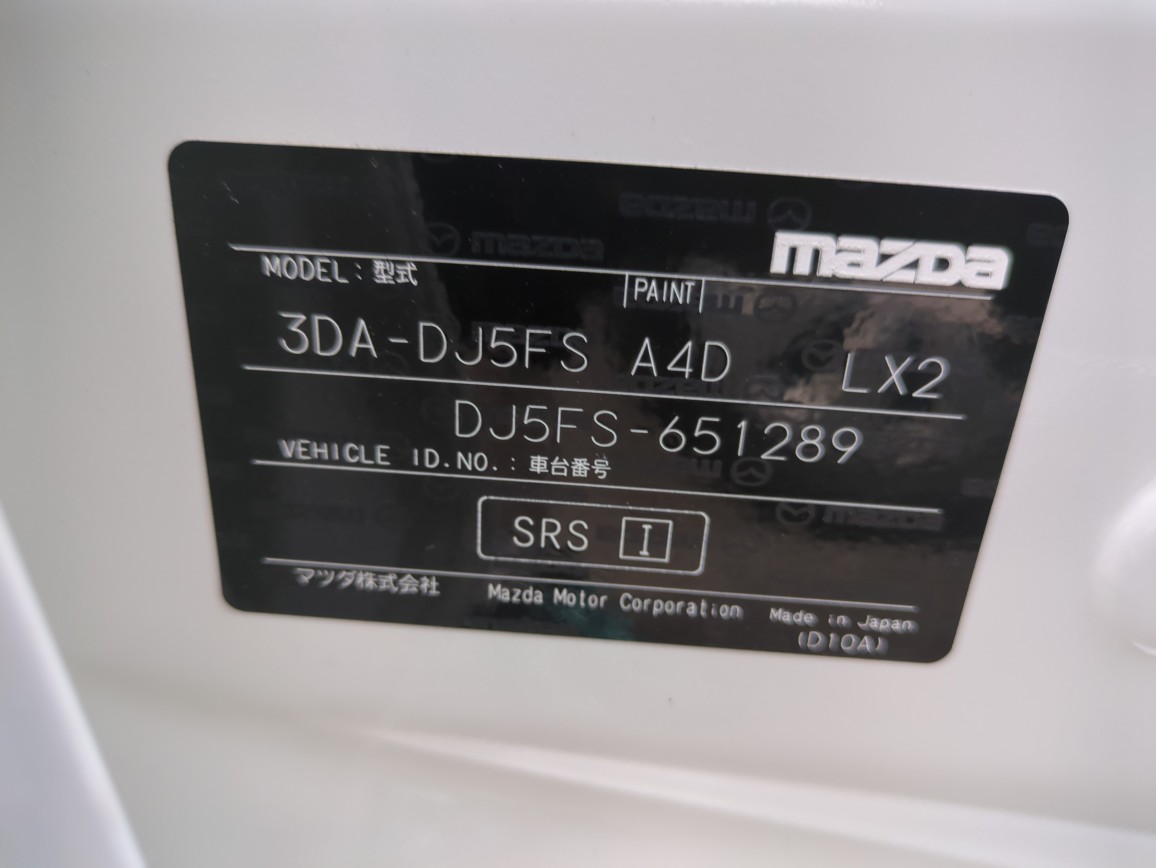 mazda
MODEL : 型式
PAINT
3DA-DJ5FS A4D LX2
DJ5FS-651289
VEHICLE ID.NO. : 車台番号
SRS I
マツダ株式会社 Mazda Motor Corporation Made in Japan
(D10A)